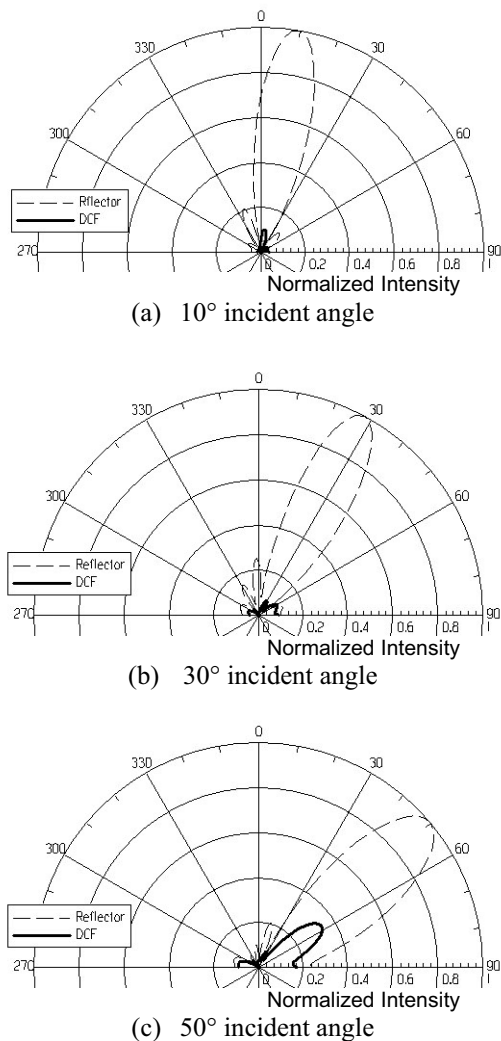 0
330 30
300 60
Rflector
DCF
270 0 0.2 0.4 0.6 0.8 1 90
Normalized Intensity
(a) 10° incident angle
0
330 30
300 60
Reflector
DCF
270 0 0.2 0.4 0.6 0.8 1 90
Normalized Intensity
(b) 30° incident angle
0
330 30
300 60
Reflector
DCF
270 0 0.2 0.4 0.6 0.8 1 90
Normalized Intensity
(c) 50° incident angle